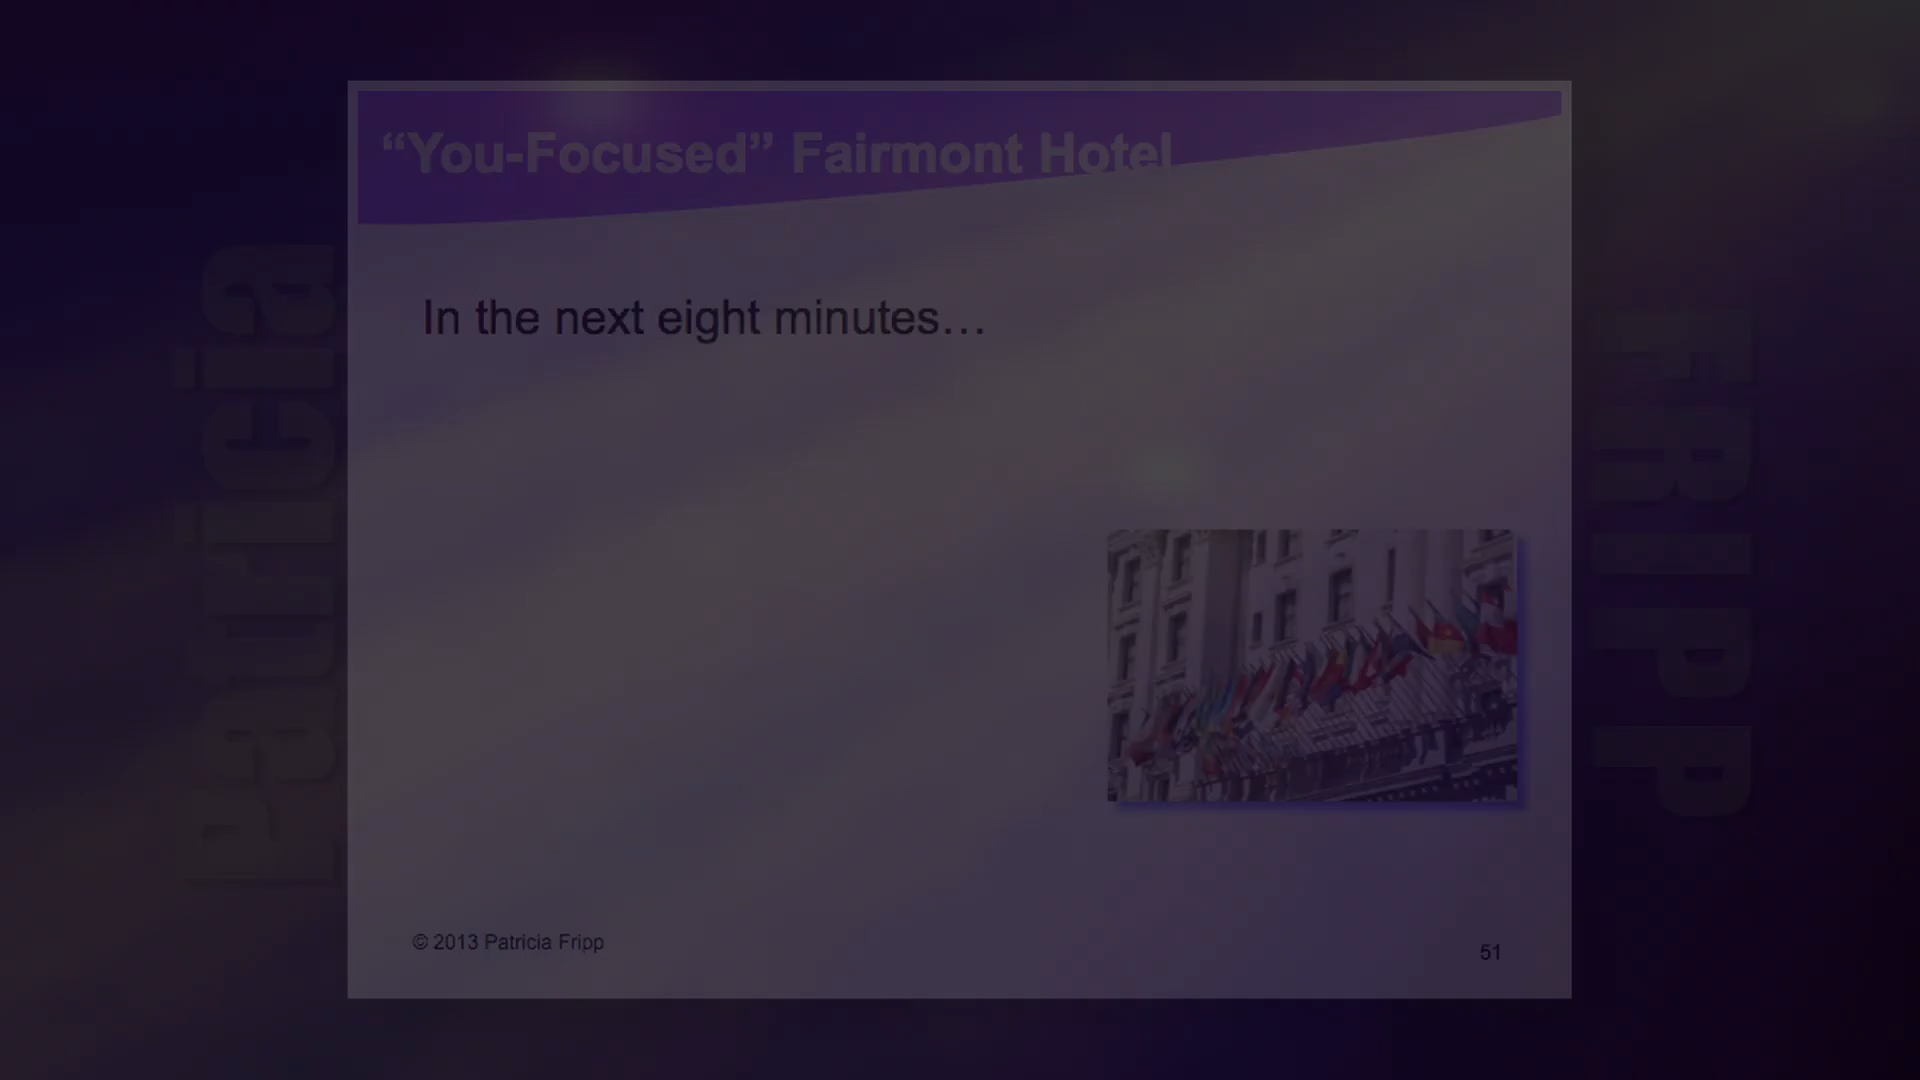 “You-Focused” Fairmont Hotel
In the next eight minutes…
© 2013 Patricia Fripp
51
Patricia
FRIPP